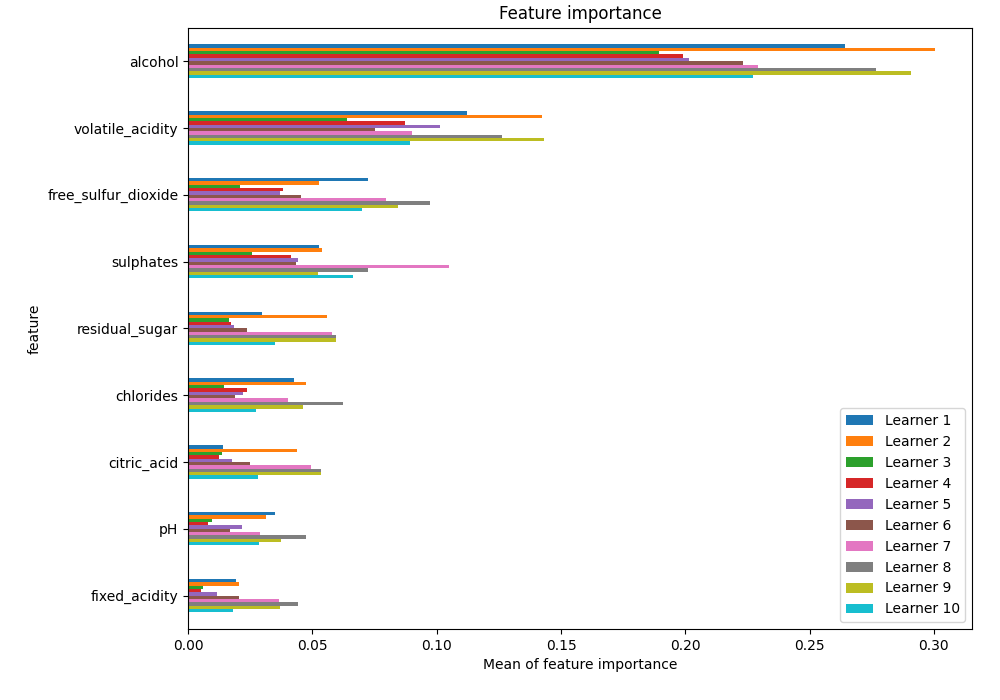 Feature importance
alcohol
volatile_acidity
free_sulfur_dioxide
sulphates
residual_sugar
chlorides
citric_acid
pH
fixed_acidity
feature
0.00 0.05 0.10 0.15 0.20 0.25 0.30
Mean of feature importance
Learner 1
Learner 2
Learner 3
Learner 4
Learner 5
Learner 6
Learner 7
Learner 8
Learner 9
Learner 10